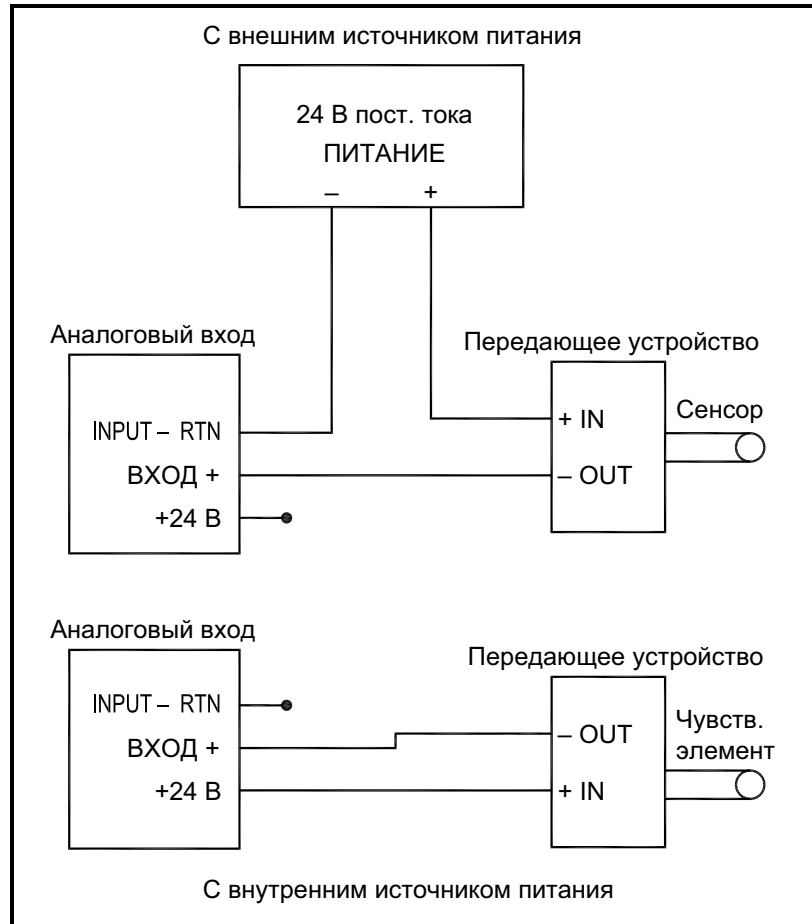 С внешним источником питания
24 В пост. тока
ПИТАНИЕ
– +
Аналоговый вход
INPUT – RTN
ВХОД +
+24 В
Передающее устройство
+ IN
– OUT
Сенсор
Аналоговый вход
INPUT – RTN
ВХОД +
+24 В
Передающее устройство
– OUT
+ IN
Чувств.
элемент
С внутренним источником питания